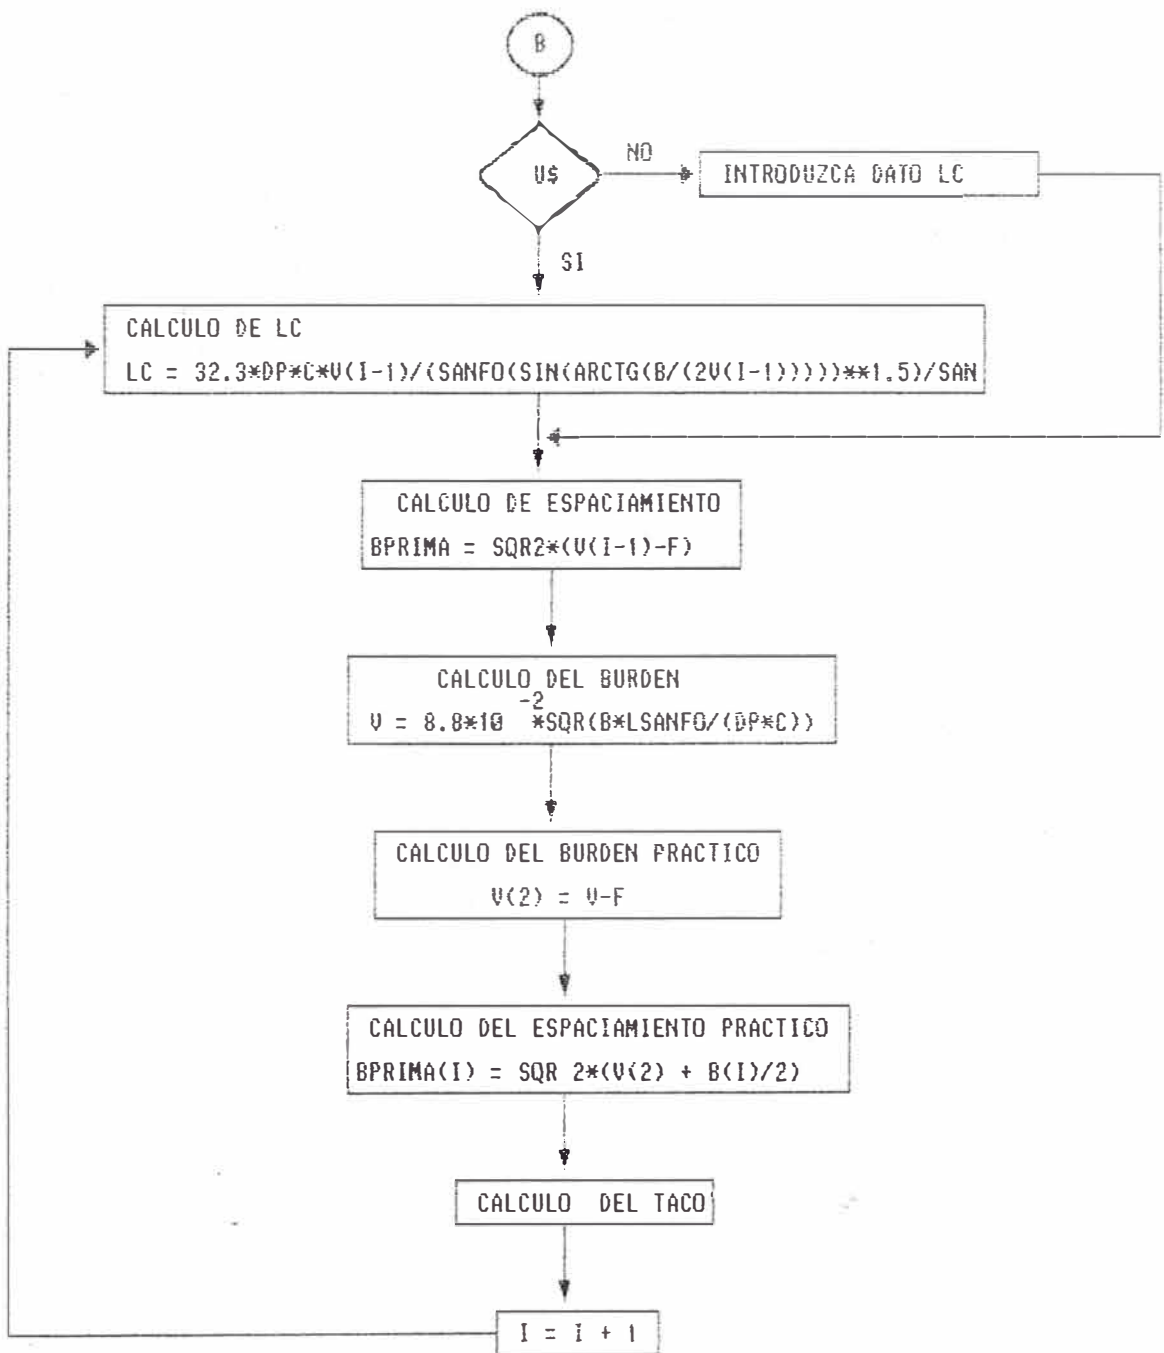 B
U$
NO
INTRODUZCA DATO LC
SI
CALCULO DE LC
LC = 32.3*DP*C*V(I-1)/(SANFO(SIN(ARCTG(B/(2V(I-1)))))**1.5)/SAN
CALCULO DE ESPACIAMIENTO
BPRIMA = SQR2*(V(I-1)-F)
CALCULO DEL BURDEN
-2
V = 8.8*10 *SQR(B*LSANFO/(DP*C))
CALCULO DEL BURDEN PRACTICO
V(2) = V-F
CALCULO DEL ESPACIAMIENTO PRACTICO
BPRIMA(I) = SQR 2*(V(2) + B(I)/2)
CALCULO DEL TACO
I = I + 1